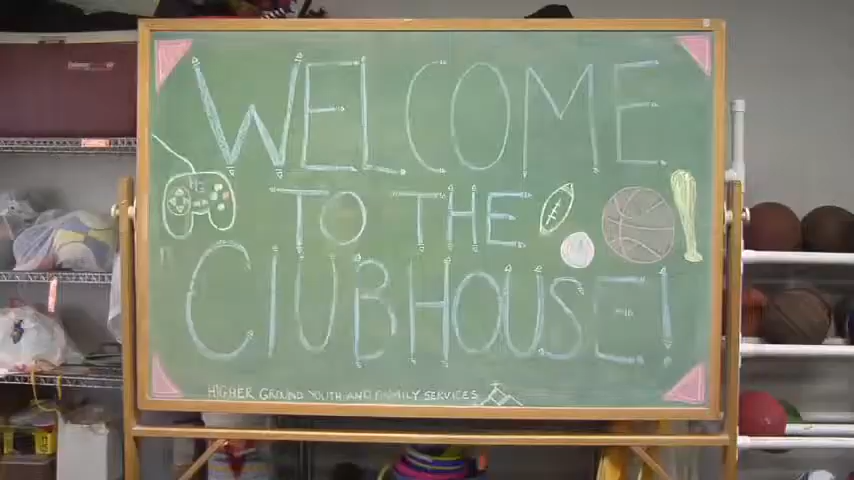 WELCOME
TO THE
CLUBHOUSE!
HIGHER GROUND YOUTH AND FAMILY SERVICES